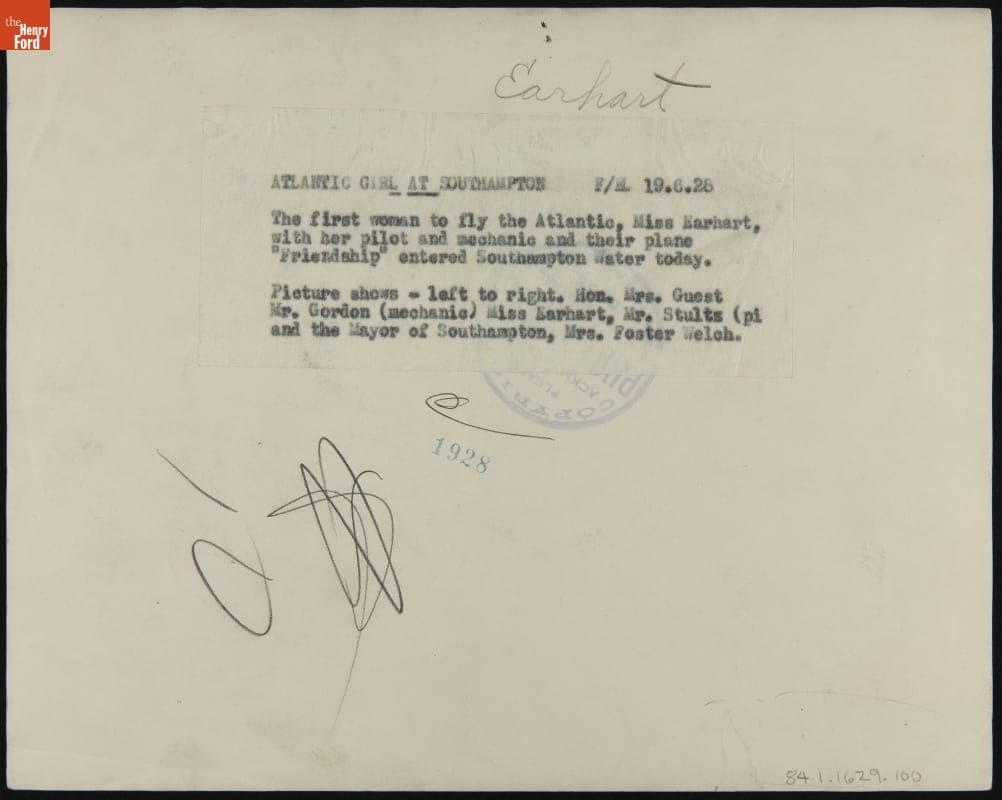 the
Henry
Ford
Earhart
ATLANTIC GIRL AT SOUTHAMPTON F/M. 19.6.28
The first woman to fly the Atlantic, Miss Earhart,
with her pilot and mechanic and their plane
"Friendship" entered Southampton Water today.
Picture shows - left to right. Hon. Mrs. Guest
Mr. Gordon (mechanic) Miss Earhart, Mr. Stults (pi
and the Mayor of Southampton, Mrs. Foster Welch.
COPYRI
1928
84.1.1629.100